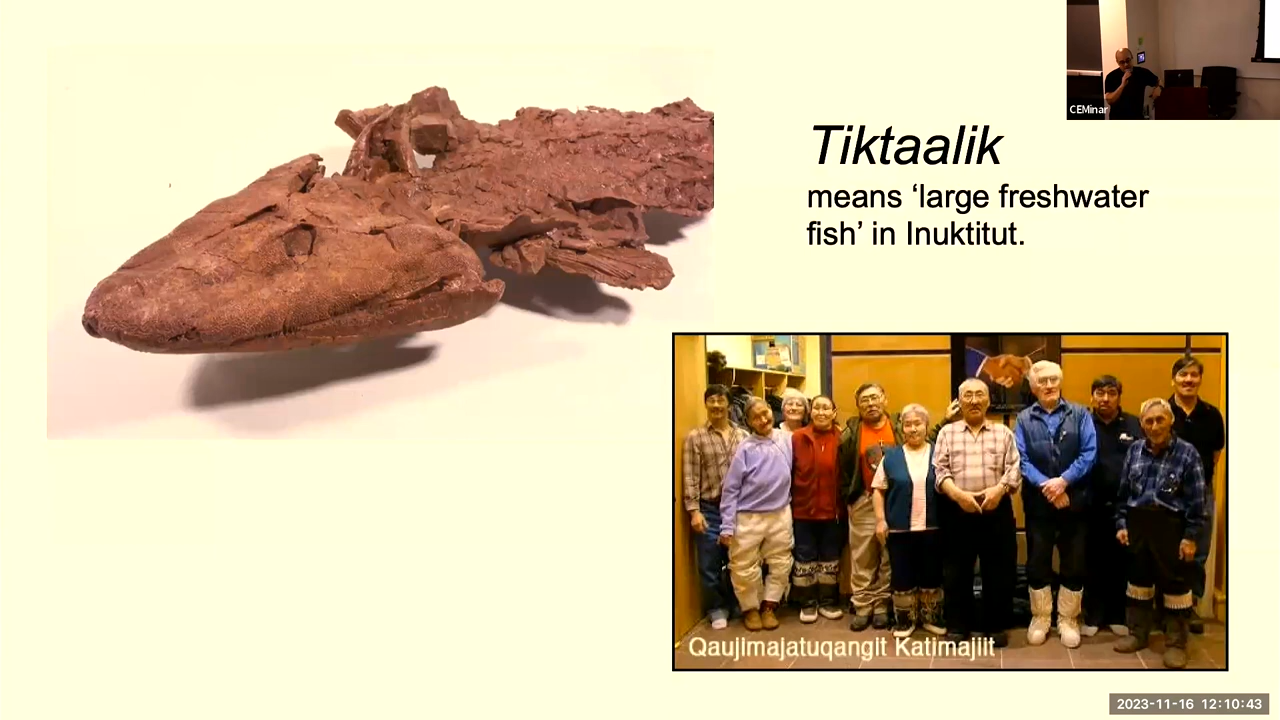 CEMinar
Tiktaalik
means ‘large freshwater
fish’ in Inuktitut.
Qaujimajatuqangit Katimajiit
2023-11-16 12:10:43